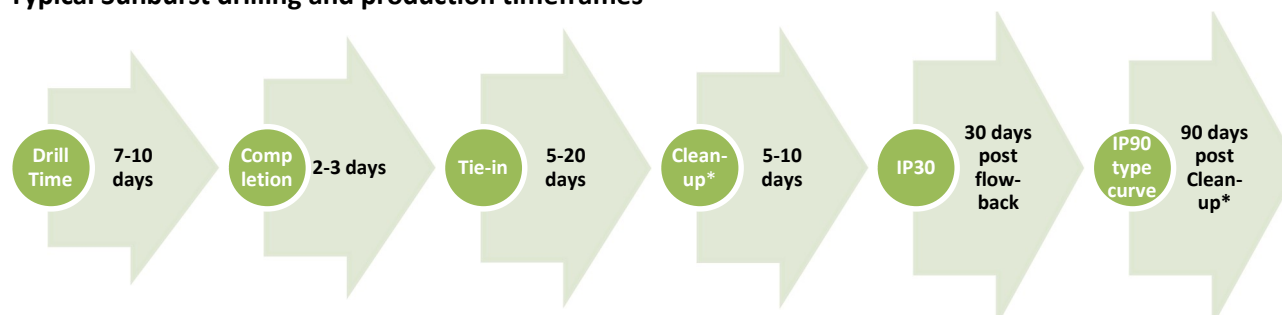 Typical Sunburst drilling and production timeframes
Drill
Time
7-10
days
Comp
letion
2-3 days
Tie-in
5-20
days
Clean-
up*
5-10
days
IP30
30 days
post
flow-
back
IP90
type
curve
90 days
post
Clean-
up*